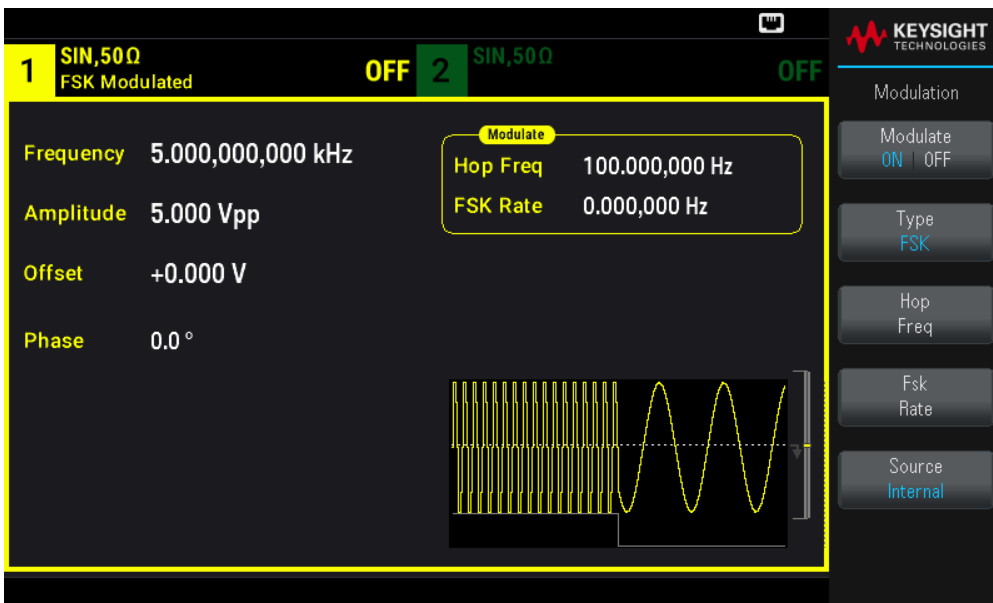 KEYSIGHT
TECHNOLOGIES
1
SIN,50Ω
FSK Modulated
OFF
2
SIN,50Ω
OFF
Modulation
Frequency 5.000,000,000 kHz
Amplitude 5.000 Vpp
Offset +0.000 V
Phase 0.0 °
Modulate
Hop Freq 100.000,000 Hz
FSK Rate 0.000,000 Hz
Modulate
ON | OFF
Type
FSK
Hop
Freq
Fsk
Rate
Source
Internal